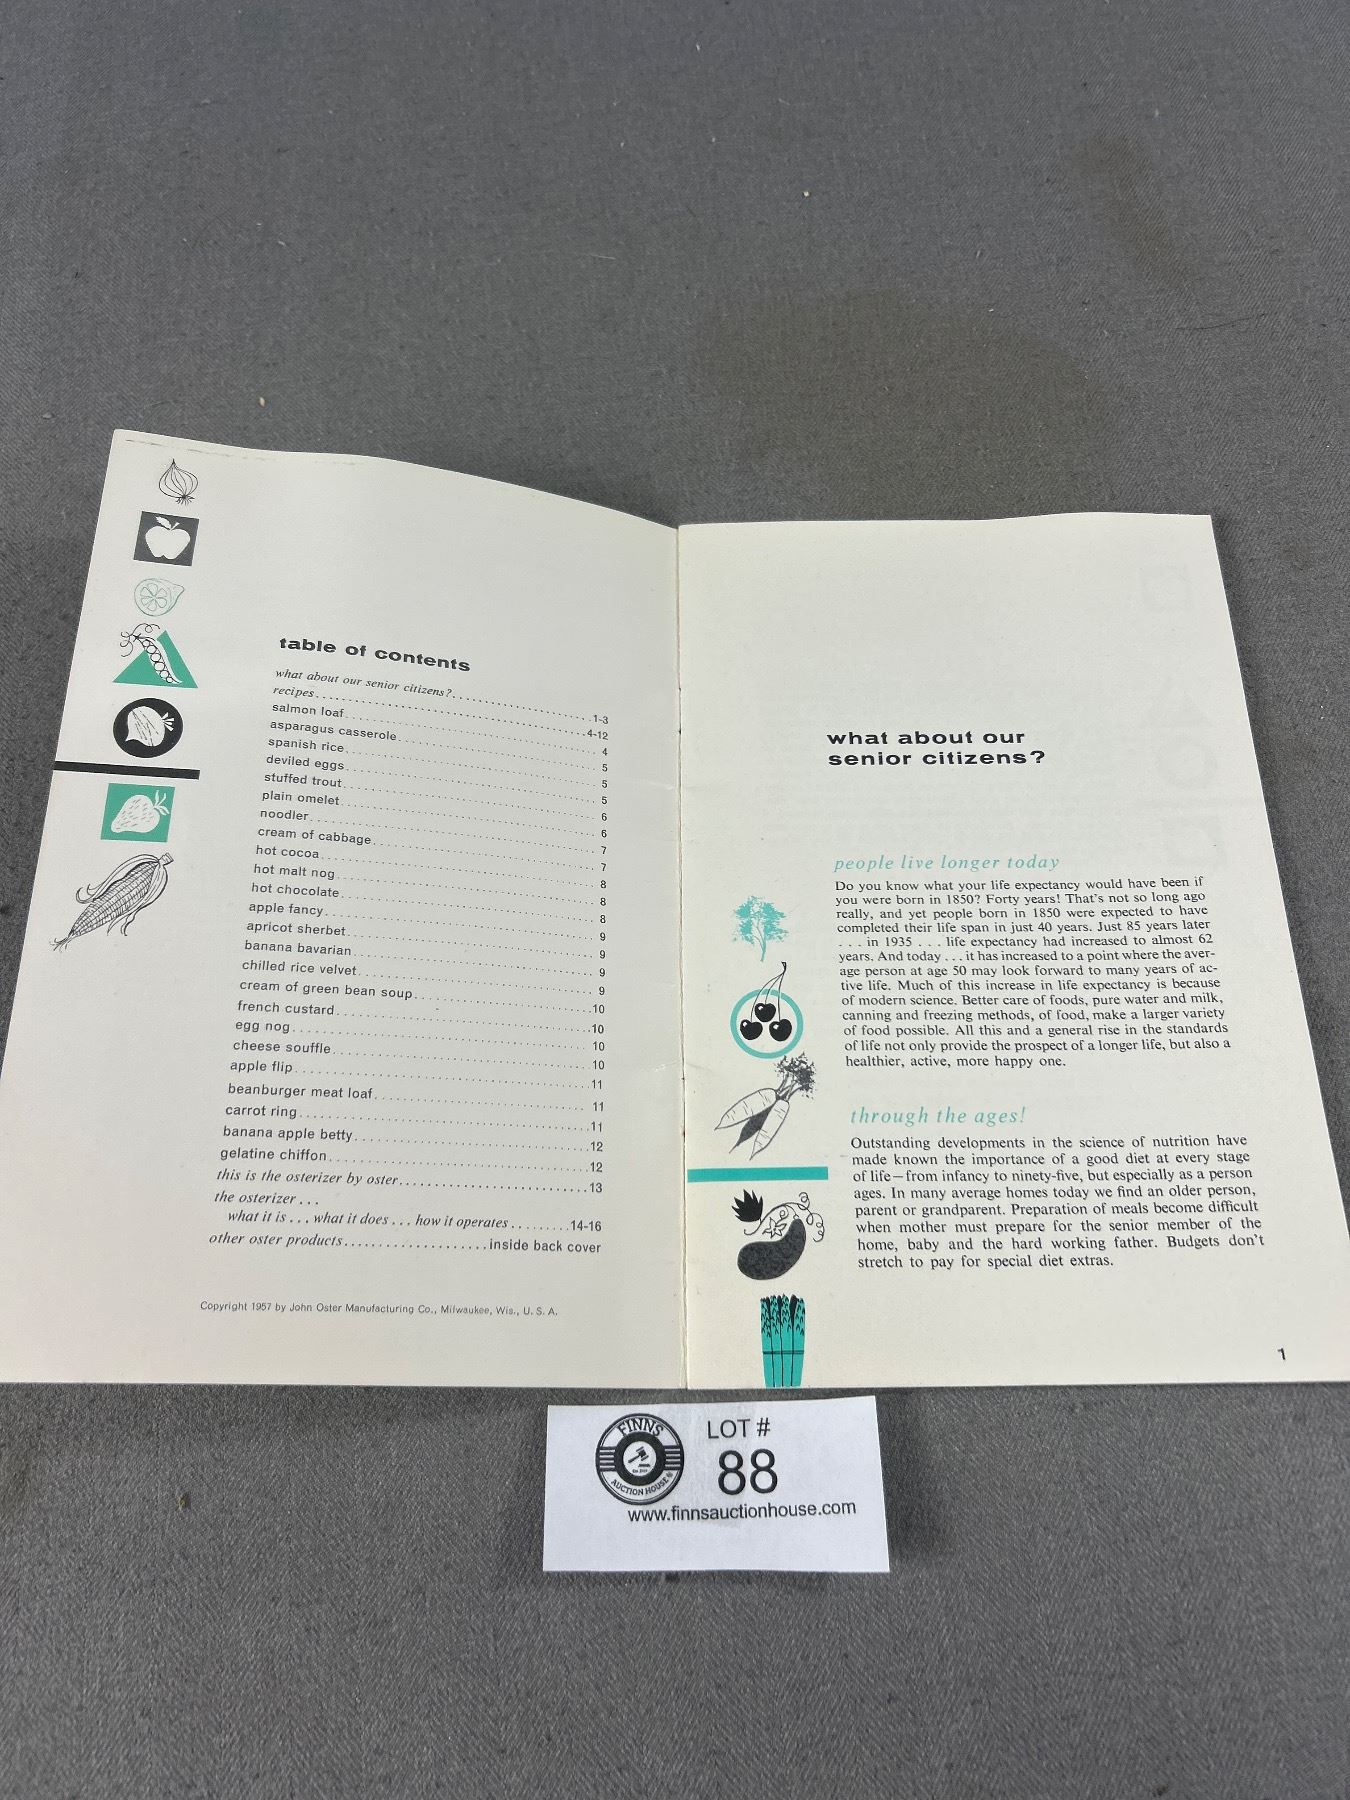 table of contents
what about our senior citizens? . . . . . . . . . . . . . . . . . . . 1-3
recipes . . . . . . . . . . . . . . . . . . . 4-12
salmon loaf . . . . . . . . . . . . . . . . . . . 4
asparagus casserole . . . . . . . . . . . . . . . . . . . 5
spanish rice . . . . . . . . . . . . . . . . . . . 5
deviled eggs . . . . . . . . . . . . . . . . . . . 5
stuffed trout . . . . . . . . . . . . . . . . . . . 6
plain omelet . . . . . . . . . . . . . . . . . . . 6
noodler . . . . . . . . . . . . . . . . . . . 7
cream of cabbage . . . . . . . . . . . . . . . . . . . 7
hot cocoa . . . . . . . . . . . . . . . . . . . 8
hot malt nog . . . . . . . . . . . . . . . . . . . 8
hot chocolate . . . . . . . . . . . . . . . . . . . 8
apple fancy . . . . . . . . . . . . . . . . . . . 9
apricot sherbet . . . . . . . . . . . . . . . . . . . 9
banana bavarian . . . . . . . . . . . . . . . . . . . 9
chilled rice velvet . . . . . . . . . . . . . . . . . . . 9
cream of green bean soup . . . . . . . . . . . . . . . . . . . 10
french custard . . . . . . . . . . . . . . . . . . . 10
egg nog . . . . . . . . . . . . . . . . . . . 10
cheese souffle . . . . . . . . . . . . . . . . . . . 10
apple flip . . . . . . . . . . . . . . . . . . . 11
beanburger meat loaf . . . . . . . . . . . . . . . . . . . 11
carrot ring . . . . . . . . . . . . . . . . . . . 11
banana apple betty . . . . . . . . . . . . . . . . . . . 12
gelatine chiffon . . . . . . . . . . . . . . . . . . . 12
this is the osterizer by oster . . . . . . . . . . . . . . . . . . . 13
the osterizer . . .
what it is . . . what it does . . . how it operates . . . . . . . . . 14-16
other oster products . . . . . . . . . . . . . . . . . . . inside back cover
Copyright 1957 by John Oster Manufacturing Co., Milwaukee, Wis., U. S. A.
what about our
senior citizens?
people live longer today
Do you know what your life expectancy would have been if
you were born in 1850? Forty years! That's not so long ago
really, and yet people born in 1850 were expected to have
completed their life span in just 40 years. Just 85 years later
. . . in 1935 . . . life expectancy had increased to almost 62
years. And today . . . it has increased to a point where the aver-
age person at age 50 may look forward to many years of ac-
tive life. Much of this increase in life expectancy is because
of modern science. Better care of foods, pure water and milk,
canning and freezing methods, of food, make a larger variety
of food possible. All this and a general rise in the standards
of life not only provide the prospect of a longer life, but also a
healthier, active, more happy one.
through the ages!
Outstanding developments in the science of nutrition have
made known the importance of a good diet at every stage
of life—from infancy to ninety-five, but especially as a person
ages. In many average homes today we find an older person,
parent or grandparent. Preparation of meals become difficult
when mother must prepare for the senior member of the
home, baby and the hard working father. Budgets don't
stretch to pay for special diet extras.
1
FINNS
AUCTION HOUSE
LOT #
88
www.finnsauctionhouse.com